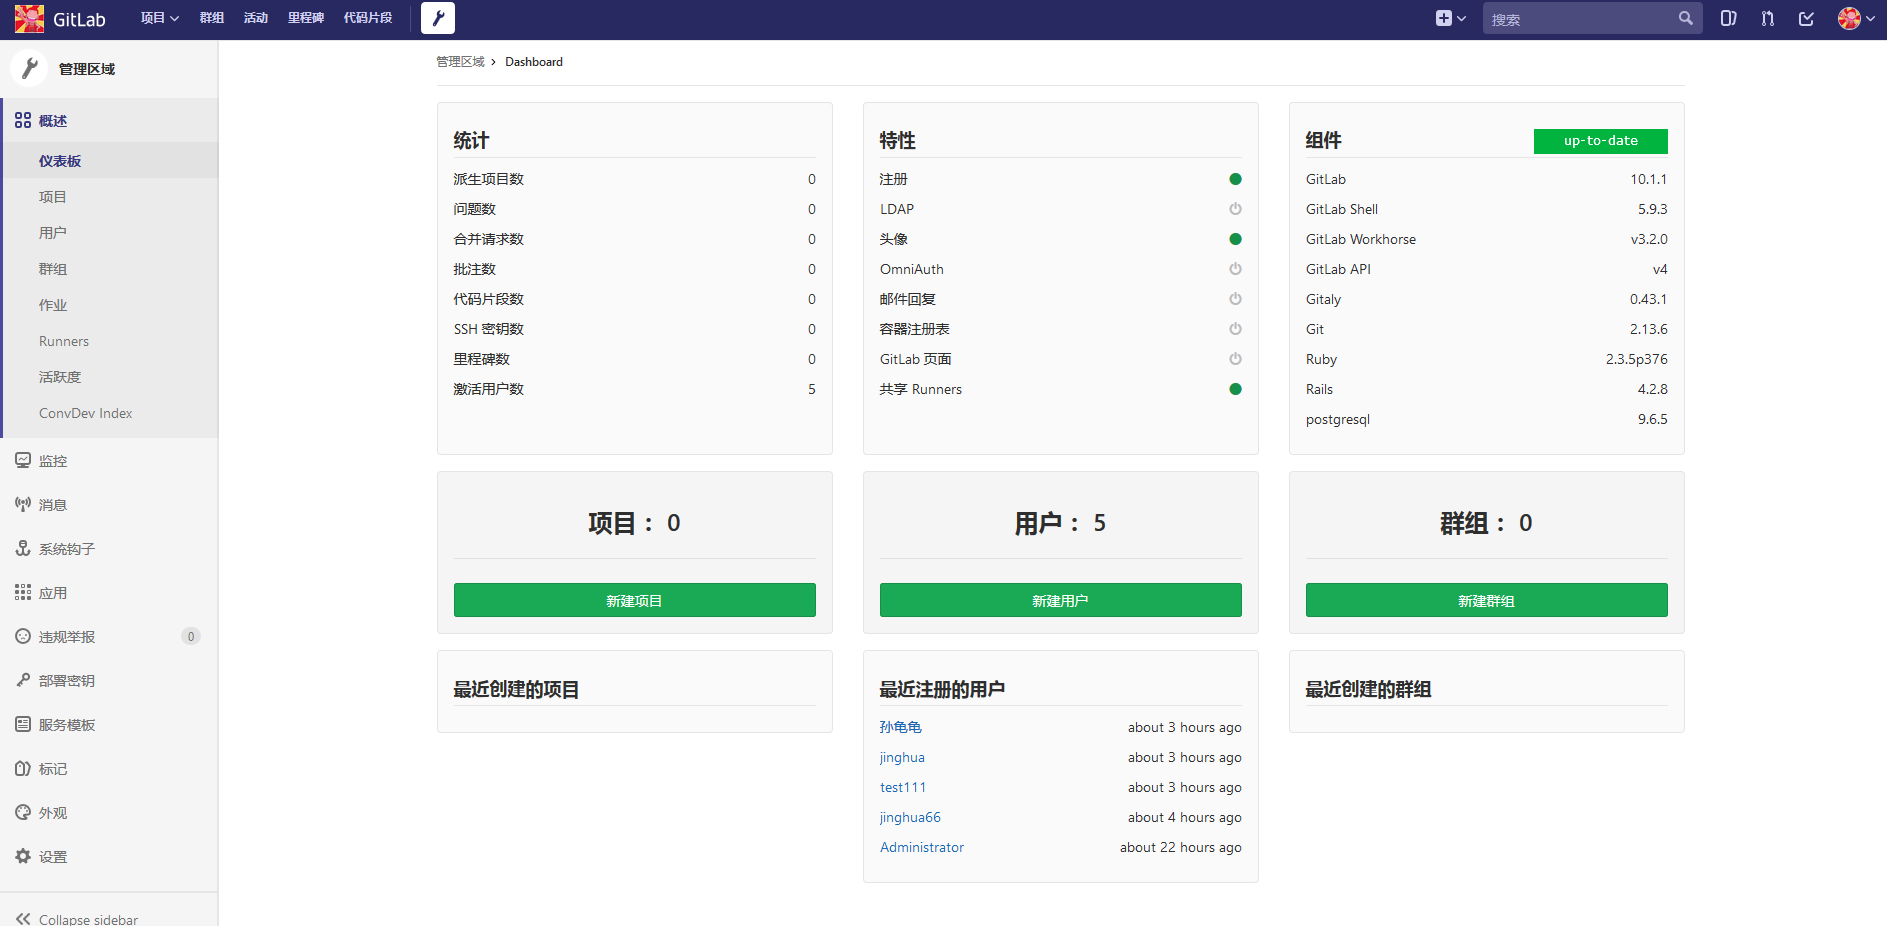 GitLab
项目
群组
活动
里程碑
代码片段
搜索
管理区域
概述
仪表板
项目
用户
群组
作业
Runners
活跃度
ConvDev Index
监控
消息
系统钩子
应用
违规举报 0
部署密钥
服务模板
标记
外观
设置
Collapse sidebar
管理区域 Dashboard
统计
派生项目数 0
问题数 0
合并请求数 0
批注数 0
代码片段数 0
SSH 密钥数 0
里程碑数 0
激活用户数 5
特性
注册
LDAP
头像
OmniAuth
邮件回复
容器注册表
GitLab 页面
共享 Runners
组件 up-to-date
GitLab 10.1.1
GitLab Shell 5.9.3
GitLab Workhorse v3.2.0
GitLab API v4
Gitaly 0.43.1
Git 2.13.6
Ruby 2.3.5p376
Rails 4.2.8
postgresql 9.6.5
项目： 0
新建项目
用户： 5
新建用户
群组： 0
新建群组
最近创建的项目
最近注册的用户
孙龟龟 about 3 hours ago
jinghua about 3 hours ago
test111 about 3 hours ago
jinghua66 about 4 hours ago
Administrator about 22 hours ago
最近创建的群组